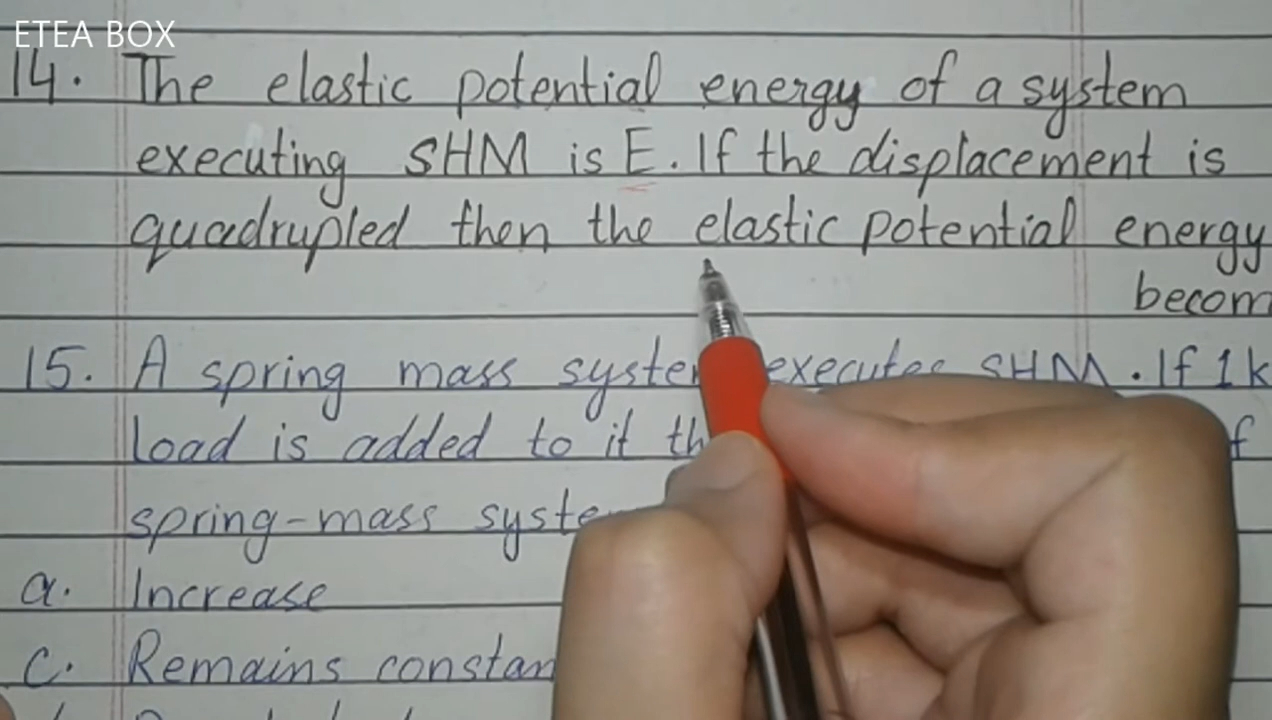 ETEA BOX
14. The elastic potential energy of a system
executing SHM is E. If the displacement is
quadrupled then the elastic potential energy
becom
15. A spring mass system executes SHM. If 1k
load is added to it th f
spring-mass syste
a. Increase
c. Remains constan